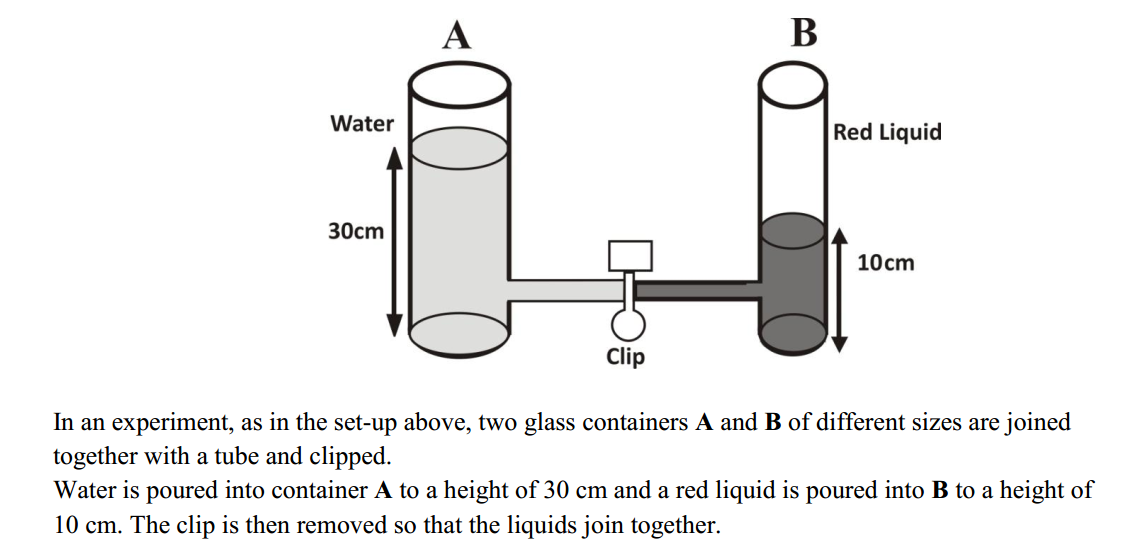 A
B
Water
Red Liquid
30cm
10cm
Clip
In an experiment, as in the set-up above, two glass containers A and B of different sizes are joined
together with a tube and clipped.
Water is poured into container A to a height of 30 cm and a red liquid is poured into B to a height of
10 cm. The clip is then removed so that the liquids join together.